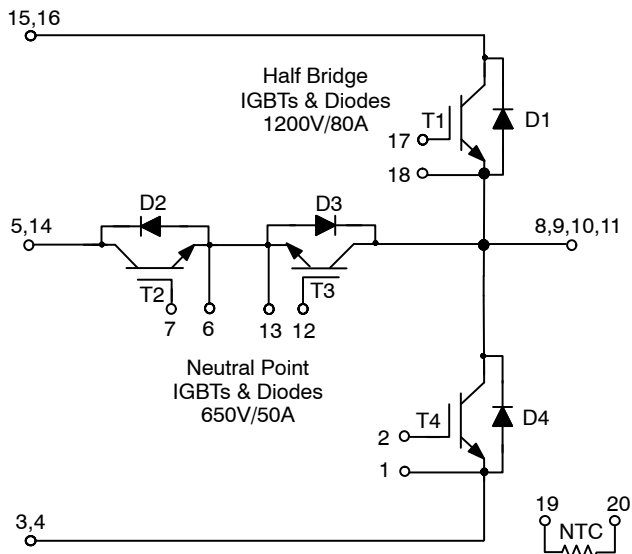 15,16
Half Bridge
IGBTs & Diodes
1200V/80A
T1
D1
17
18
D2
D3
5,14
8,9,10,11
T2
T3
7
6
13
12
Neutral Point
IGBTs & Diodes
650V/50A
T4
D4
2
1
3,4
19
20
NTC